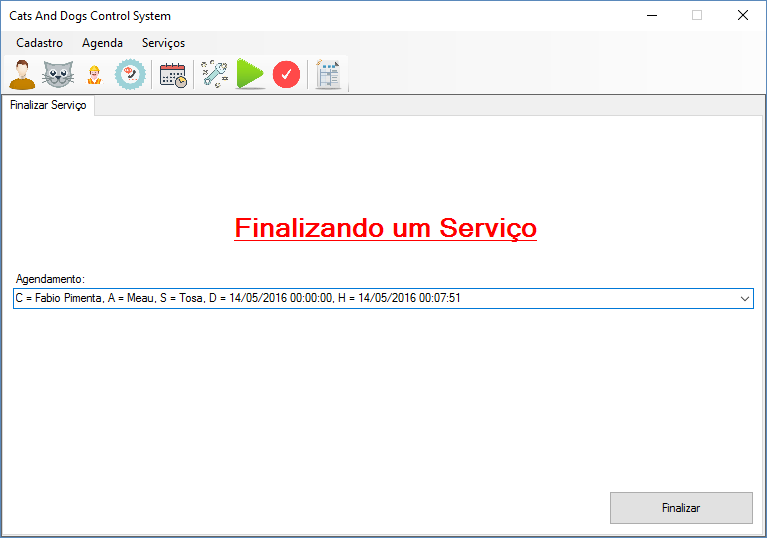 Cats And Dogs Control System
Cadastro Agenda Serviços
Finalizar Serviço
Finalizando um Serviço
Agendamento:
C = Fabio Pimenta, A = Meau, S = Tosa, D = 14/05/2016 00:00:00, H = 14/05/2016 00:07:51
Finalizar